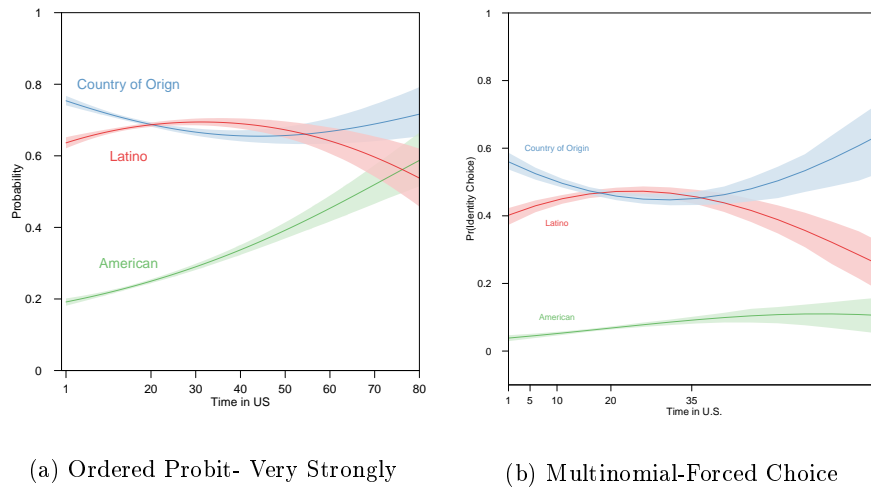 1
0.8
0.6
0.4
0.2
0
Probability
Country of Orign
Latino
American
1 20 30 40 50 60 70 80
Time in US
(a) Ordered Probit- Very Strongly
0.8
0.6
0.4
0.2
0
Pr(Identity Choice)
Country of Origin
Latino
American
1 5 10 20 35
Time in U.S.
(b) Multinomial-Forced Choice